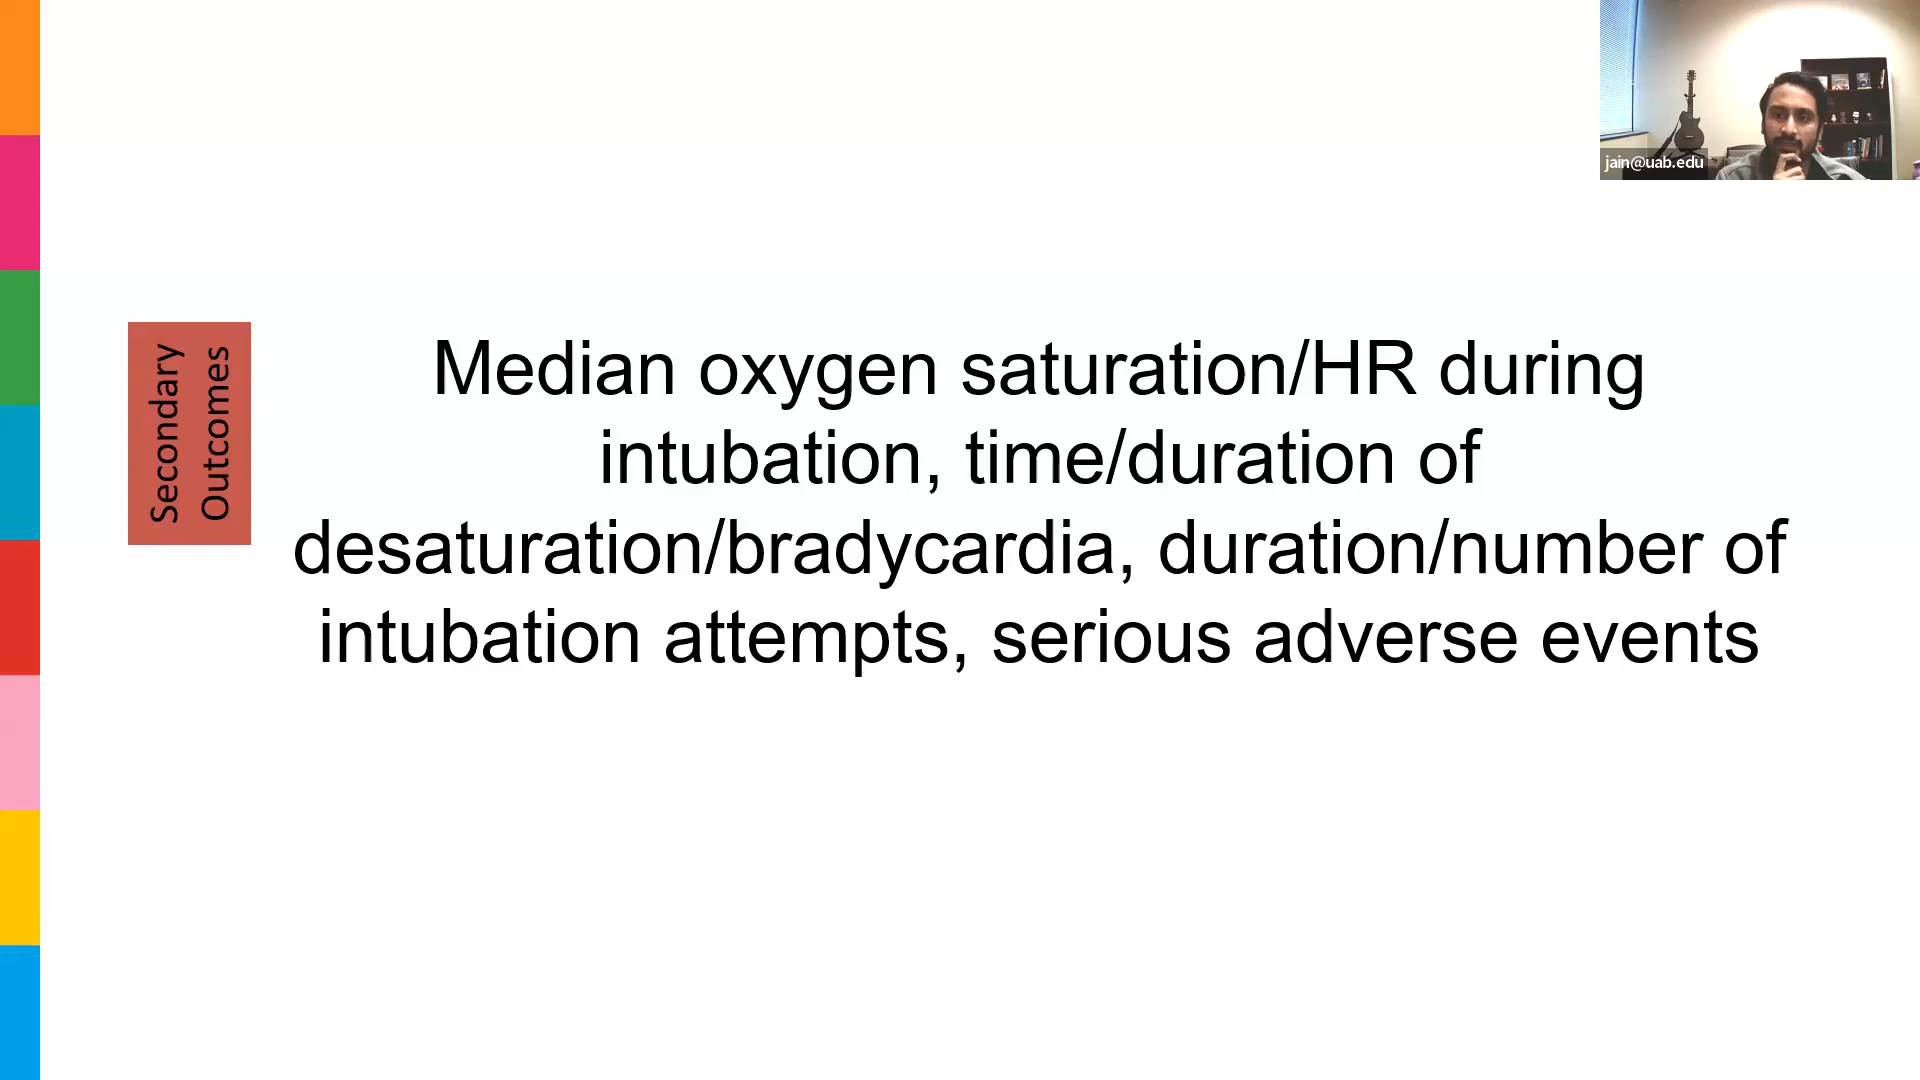 jain@uab.edu
Secondary
Outcomes
Median oxygen saturation/HR during
intubation, time/duration of
desaturation/bradycardia, duration/number of
intubation attempts, serious adverse events